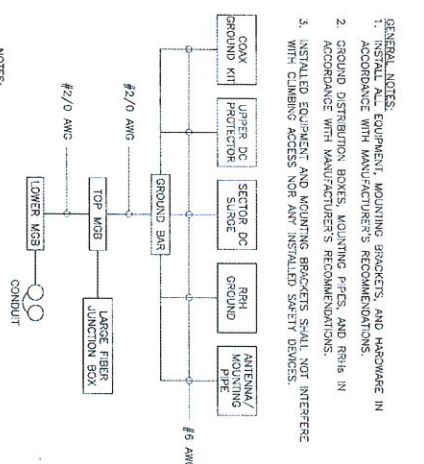 GENERAL NOTES:
1. INSTALL ALL EQUIPMENT, MOUNTING BRACKETS, AND HARDWARE IN
ACCORDANCE WITH MANUFACTURER'S RECOMMENDATIONS.
2. GROUND DISTRIBUTION BOXES, MOUNTING PIPES, AND RRHs IN
ACCORDANCE WITH MANUFACTURER'S RECOMMENDATIONS.
3. INSTALLED EQUIPMENT AND MOUNTING BRACKETS SHALL NOT INTERFERE
WITH CLIMBING ACCESS NOR ANY INSTALLED SAFETY DEVICES.
COAX
GROUND KIT
UPPER DC
PROTECTOR
SECTOR DC
SURGE
RRH
GROUND
ANTENNA/
MOUNTING
PIPE
#6 AWG
GROUND BAR
#2/0 AWG
TOP MGB
LARGE FIBER
JUNCTION BOX
#2/0 AWG
LOWER MGB
CONDUIT
NOTES: